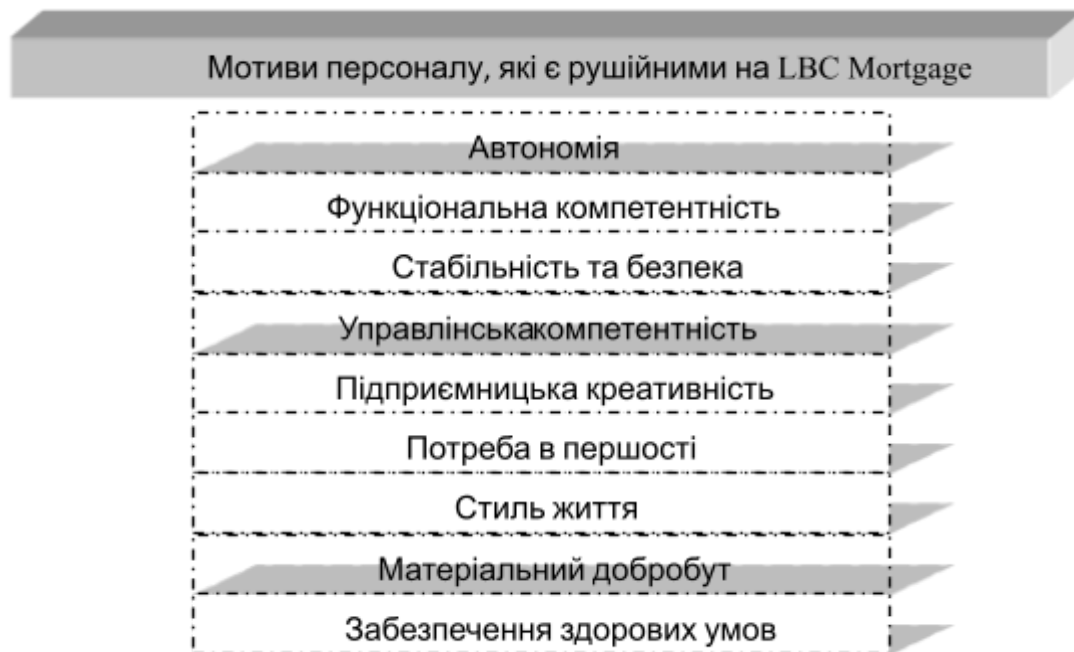 Мотиви персоналу, які є рушійними на LBC Mortgage
Автономія
Функціональна компетентність
Стабільність та безпека
Управлінськакомпетентність
Підприємницька креативність
Потреба в першості
Стиль життя
Матеріальний добробут
Забезпечення здорових умов